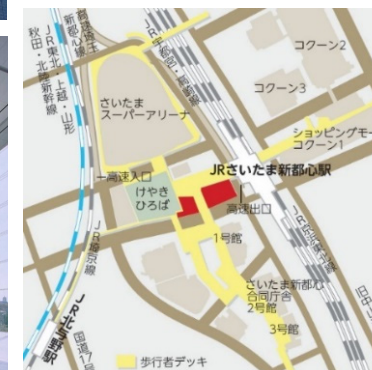 新都心線
JR東北・上越・山形
秋田・北陸新幹線
コクーン2
コクーン3
さいたま
スーパーアリーナ
ショッピングモー
コクーン1
JRさいたま新都心駅
高速入口
けやき
ひろば
高速出口
JR埼京線
1号館
さいたま新都心
合同庁舎
2号館
3号館
JR北与野駅
国道17号
JR京浜東北線
旧中山
歩行者デッキ